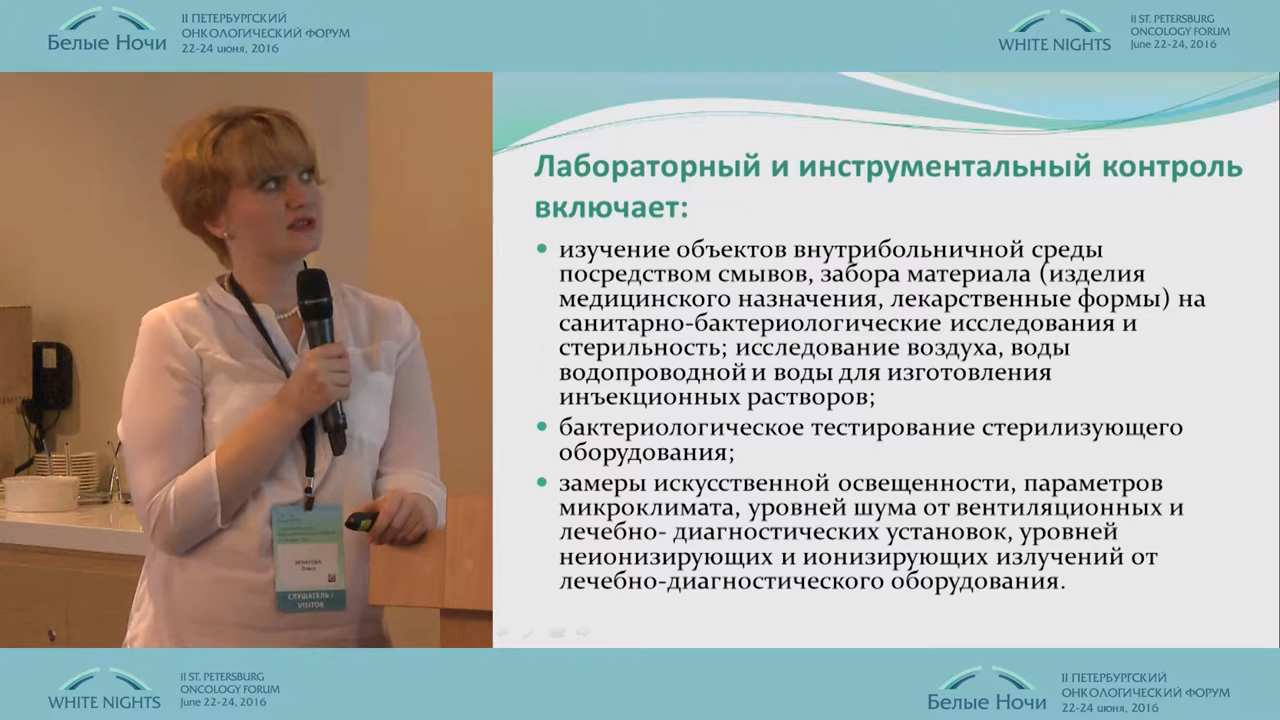 Белые Ночи
II ПЕТЕРБУРГСКИЙ
ОНКОЛОГИЧЕСКИЙ ФОРУМ
22-24 июня, 2016
WHITE NIGHTS
II ST. PETERSBURG
ONCOLOGY FORUM
June 22-24, 2016
Лабораторный и инструментальный контроль
включает:
изучение объектов внутрибольничной среды
посредством смывов, забора материала (изделия
медицинского назначения, лекарственные формы) на
санитарно-бактериологические исследования и
стерильность; исследование воздуха, воды
водопроводной и воды для изготовления
инъекционных растворов;
бактериологическое тестирование стерилизующего
оборудования;
замеры искусственной освещенности, параметров
микроклимата, уровней шума от вентиляционных и
лечебно- диагностических установок, уровней
неионизирующих и ионизирующих излучений от
лечебно-диагностического оборудования.
ИГНАТОВА
Ольга
СЛУШАТЕЛЬ /
VISITOR
WHITE NIGHTS
II ST. PETERSBURG
ONCOLOGY FORUM
June 22-24, 2016
Белые Ночи
II ПЕТЕРБУРГСКИЙ
ОНКОЛОГИЧЕСКИЙ ФОРУМ
22-24 июня, 2016